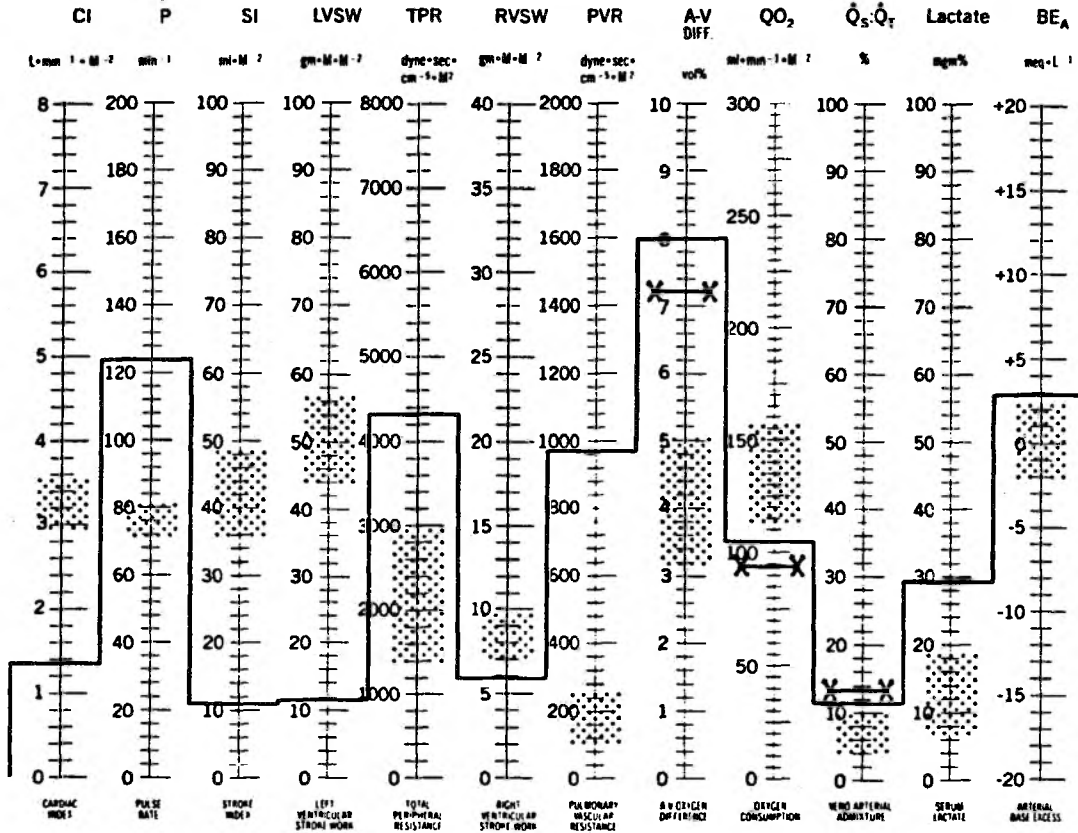 CI P SI LVSW TPR RVSW PVR A-V DIFF. QO₂ Q̇s:Q̇T Lactate BE_A
L•min⁻¹•M⁻² min⁻¹ ml•M⁻² gm•M•M⁻² dyne•sec•cm⁻⁵•M² gm•M•M⁻² dyne•sec•cm⁻⁵•M² vol% ml•min⁻¹•M⁻² % mgm% meq•L⁻¹
8 200 100 100 8000 40 2000 10 300 100 100 +20
180 90 90 9 90 90
7 7000 35 1800 +15
250
160 80 80 1600 8 80 80
6 6000 30 +10
140 70 70 1400 7 70 70
200
5 5000 25 +5
120 60 60 1200 6 60 60
4 100 50 50 4000 20 1000 5 150 50 50 0
80 40 40 800 4 40 40
3 3000 15 -5
100
60 30 30 600 3 30 30
2 2000 10 -10
40 20 20 400 2 20 20
50
1 1000 5 -15
20 10 10 200 1 10 10
0 0 0 0 0 0 0 0 0 0 0 -20
CARDIAC INDEX
PULSE RATE
STROKE INDEX
LEFT VENTRICULAR STROKE WORK
TOTAL PERIPHERAL RESISTANCE
RIGHT VENTRICULAR STROKE WORK
PULMONARY VASCULAR RESISTANCE
A-V OXYGEN DIFFERENCE
OXYGEN CONSUMPTION
VENO ARTERIAL ADMIXTURE
SERUM LACTATE
ARTERIAL BASE EXCESS